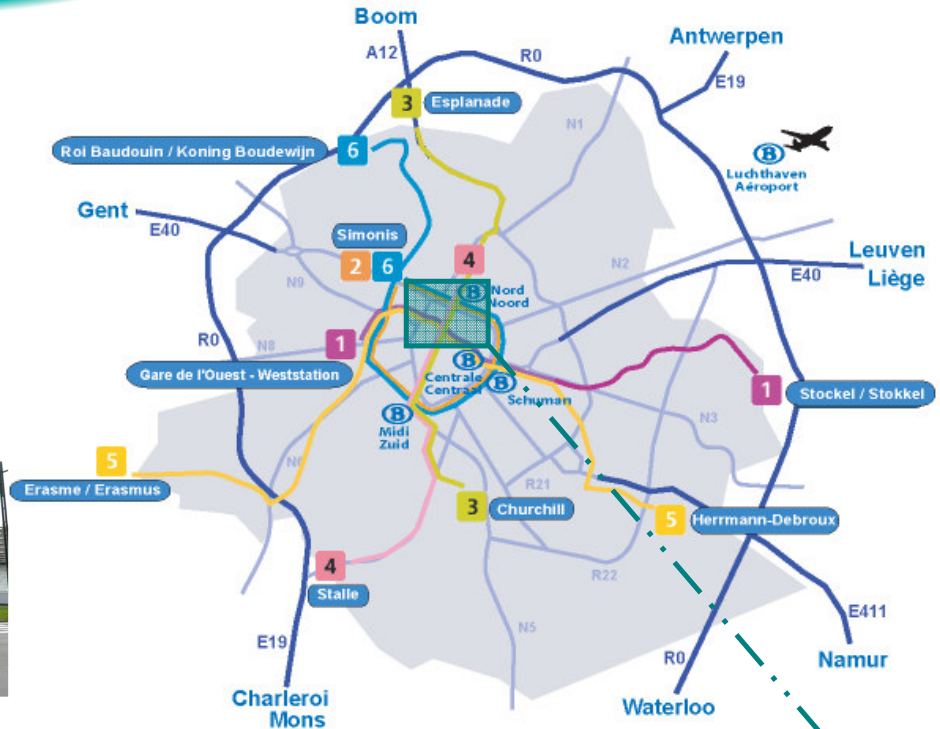 Boom
A12
R0
Antwerpen
E19
3 Esplanade
N1
Roi Baudouin / Koning Boudewijn 6
B
Luchthaven
Aéroport
Gent
E40
Simonis
2 6
4
N2
Leuven
Liège
E40
N9
B Nord
Noord
R0
N8
1
Gare de l'Ouest - Weststation
B
Centrale
Centraal
B
Schuman
1
Stockel / Stokkel
N3
B
Midi
Zuid
5
Erasme / Erasmus
N6
R21
3 Churchill
5 Herrmann-Debroux
4
Stalle
R22
N5
E411
E19
R0
Namur
Charleroi
Mons
Waterloo